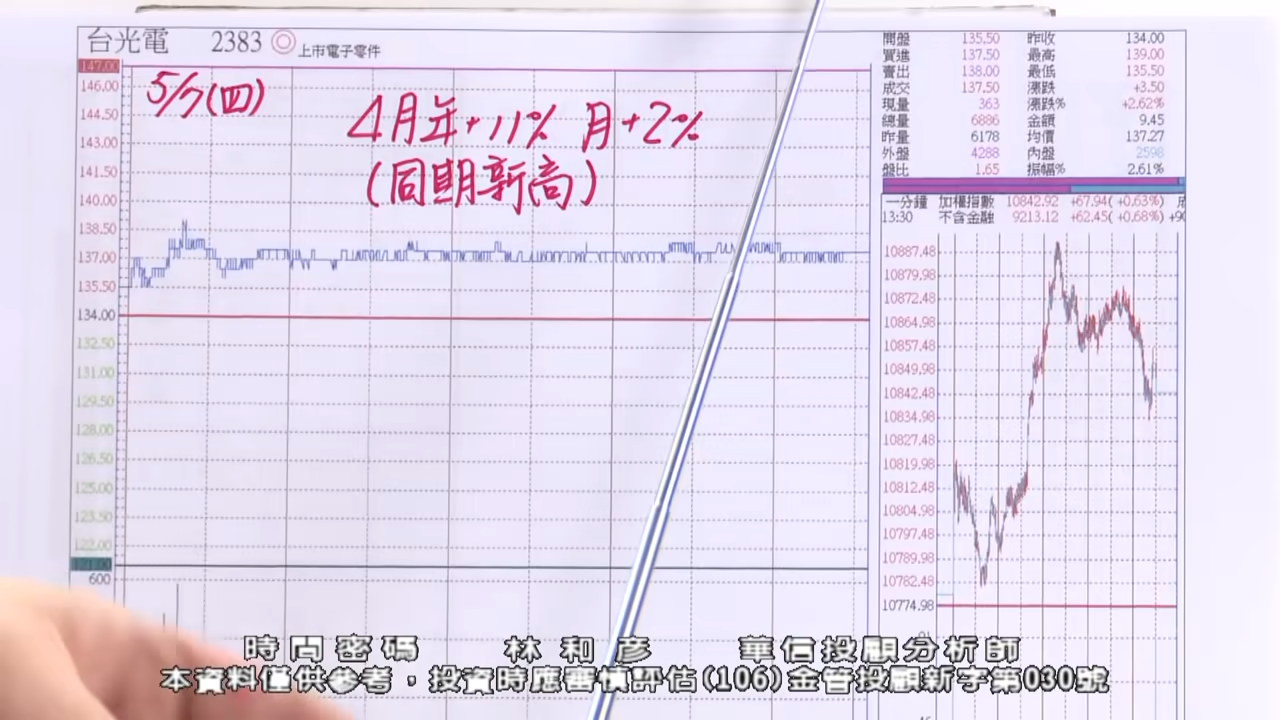 台光電 2383 ◎ 上市電子零件
5/7(四)
4月年+11% 月+2%
(同期新高)
147.00
146.00
144.50
143.00
141.50
140.00
138.50
137.00
135.50
134.00
132.50
131.00
129.50
128.00
126.50
125.00
123.50
122.00
121.00
600
開盤 135.50 昨收 134.00
買進 137.50 最高 139.00
賣出 138.00 最低 135.50
成交 137.50 漲跌 +3.50
現量 363 漲跌% +2.62%
總量 6886 金額 9.45
昨量 6178 均價 137.27
外盤 4288 內盤 2598
盤比 1.65 振幅% 2.61%
一分鐘 加權指數 10842.92 +67.94( +0.63%)
13:30 不含金融 9213.12 +62.45( +0.68%) +90
10887.48
10879.98
10872.48
10864.98
10857.48
10849.98
10842.48
10834.98
10827.48
10819.98
10812.48
10804.98
10797.48
10789.98
10782.48
10774.98
時間密碼 林和彥 華信投顧分析師
本資料僅供參考，投資時應審慎評估(106)金管投顧新字第030號